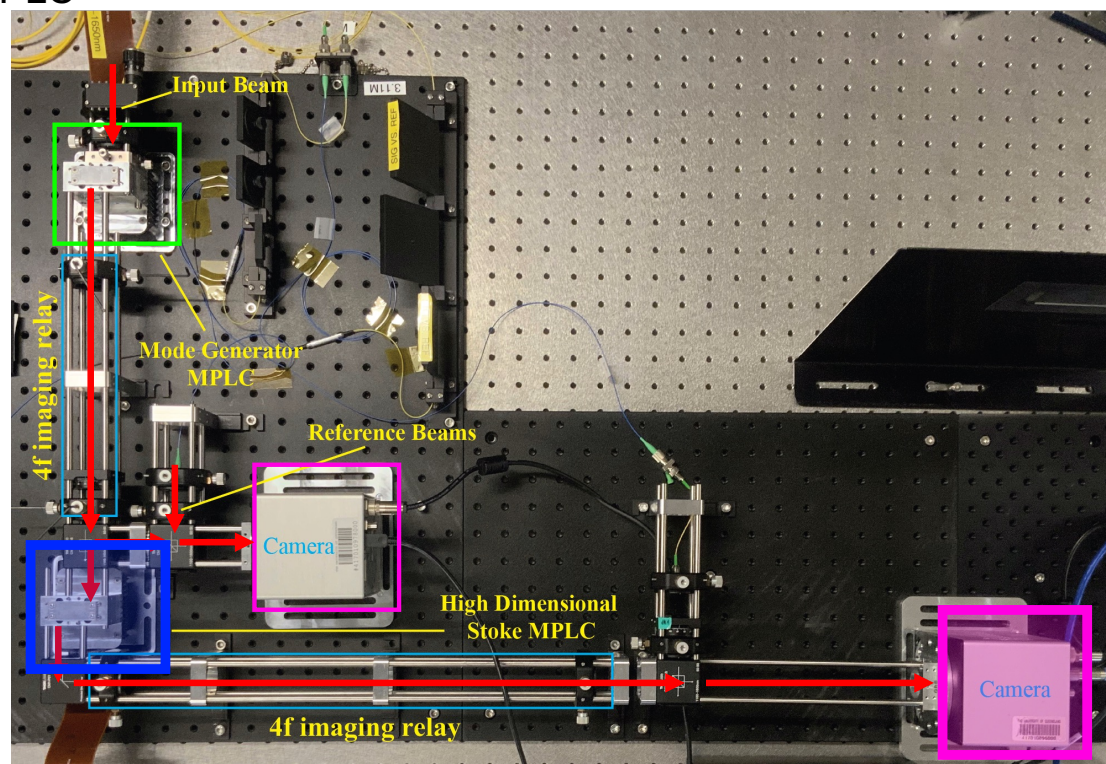 1650nm
Input Beam
3.11M
SIG VS. REF
4f imaging relay
Mode Generator
MPLC
Reference Beams
Camera
High Dimensional
Stoke MPLC
Camera
4f imaging relay